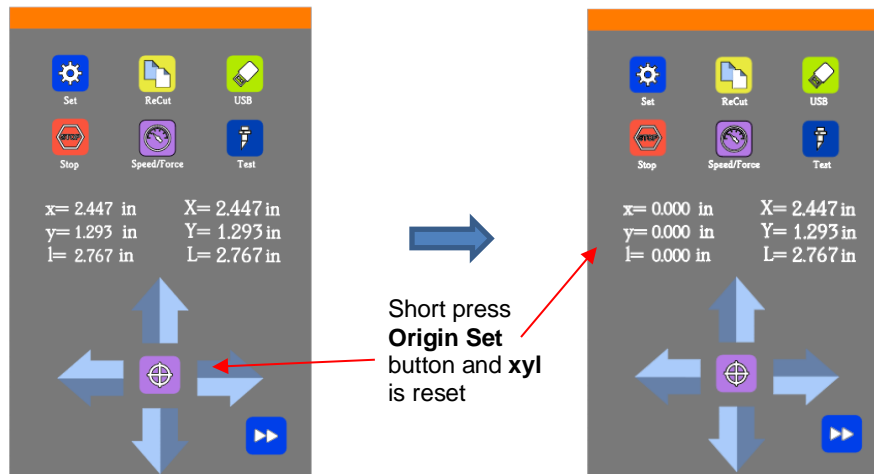 Set ReCut USB
STOP
Stop Speed/Force Test
x= 2.447 in X= 2.447 in
y= 1.293 in Y= 1.293 in
l= 2.767 in L= 2.767 in
Short press
Origin Set
button and xyl
is reset
Set ReCut USB
STOP
Stop Speed/Force Test
x= 0.000 in X= 2.447 in
y= 0.000 in Y= 1.293 in
l= 0.000 in L= 2.767 in